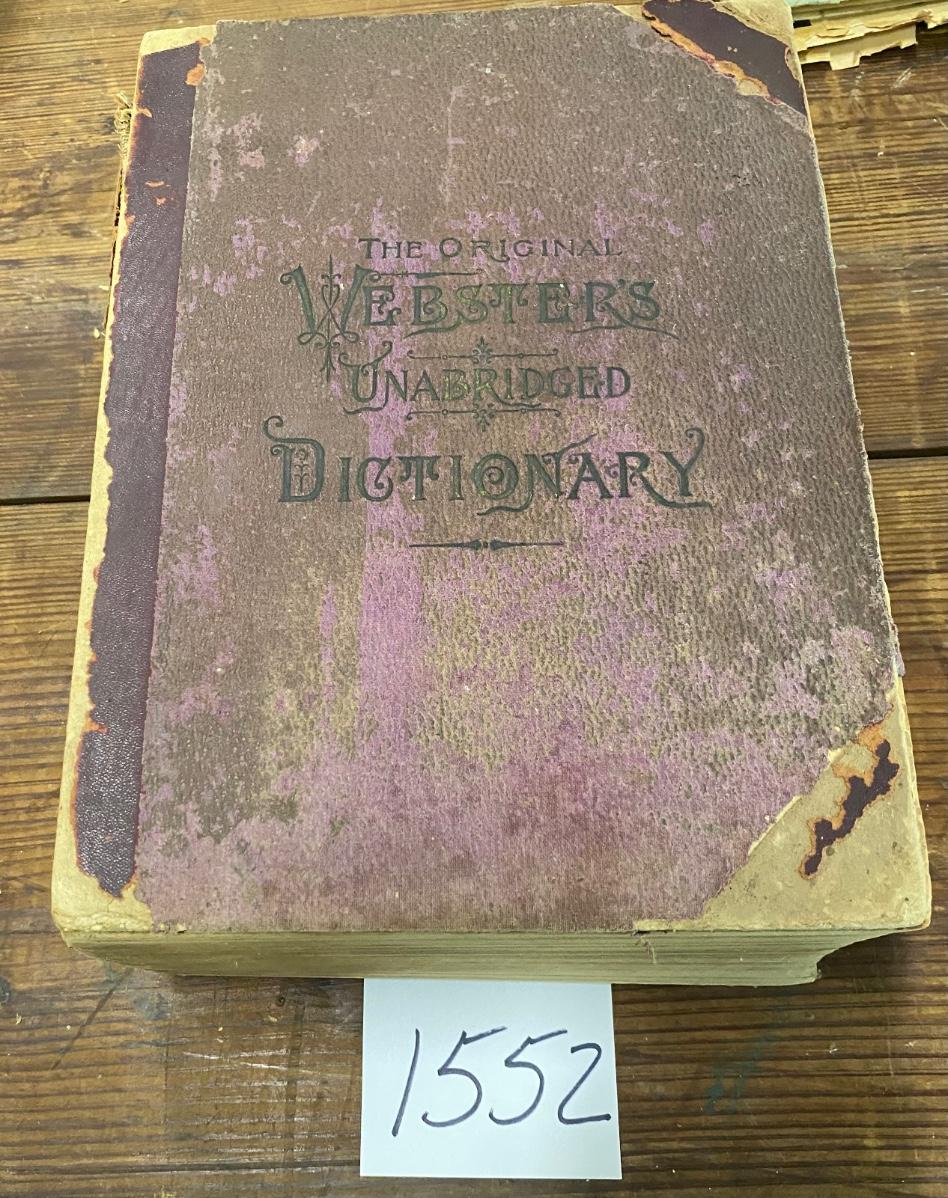 THE ORIGINAL
WEBSTER'S
UNABRIDGED
DICTIONARY
1552